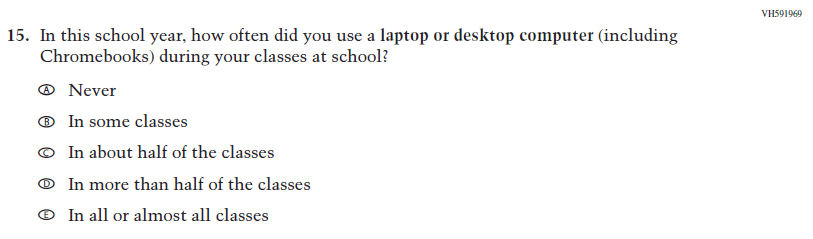 VH591969
15. In this school year, how often did you use a laptop or desktop computer (including
Chromebooks) during your classes at school?
A Never
B In some classes
C In about half of the classes
D In more than half of the classes
E In all or almost all classes